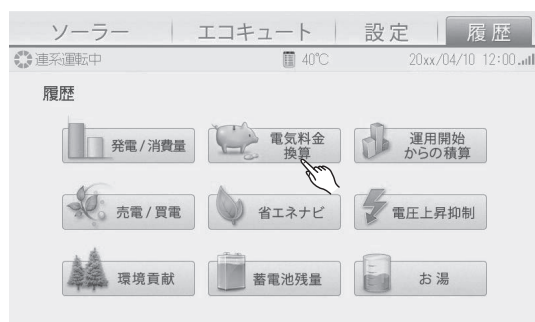 ソーラー エコキュート 設定 履歴
連系運転中 40℃ 20xx/04/10 12:00
履歴
発電/消費量
電気料金
換算
運用開始
からの積算
売電/買電
省エネナビ
電圧上昇抑制
環境貢献
蓄電池残量
お湯